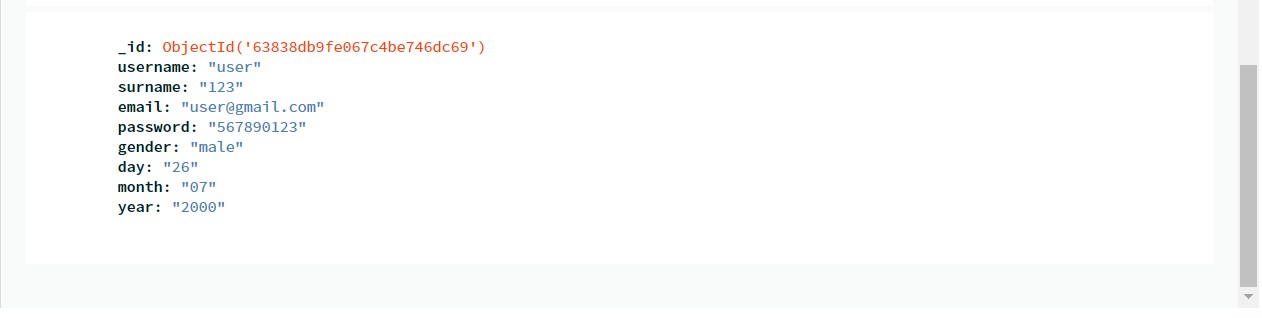 _id: ObjectId('63838db9fe067c4be746dc69')
username: "user"
surname: "123"
email: "user@gmail.com"
password: "567890123"
gender: "male"
day: "26"
month: "07"
year: "2000"